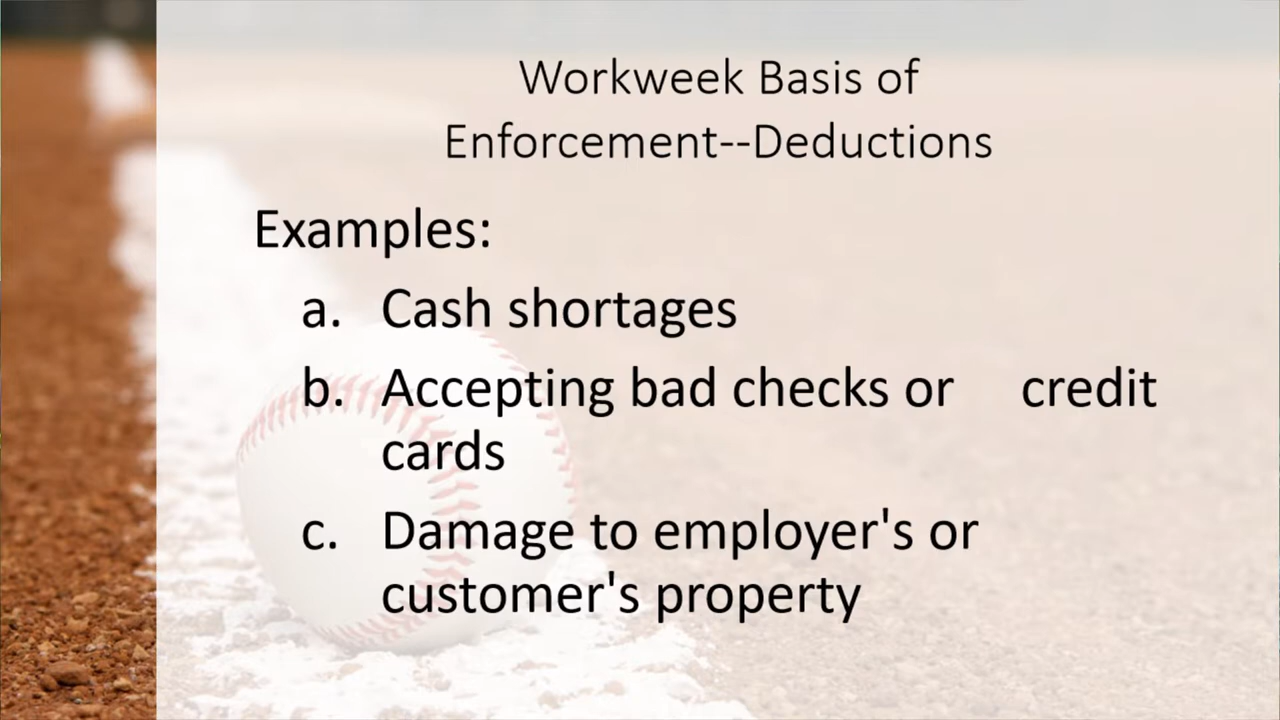 Workweek Basis of
Enforcement--Deductions
Examples:
a. Cash shortages
b. Accepting bad checks or credit
cards
c. Damage to employer's or
customer's property